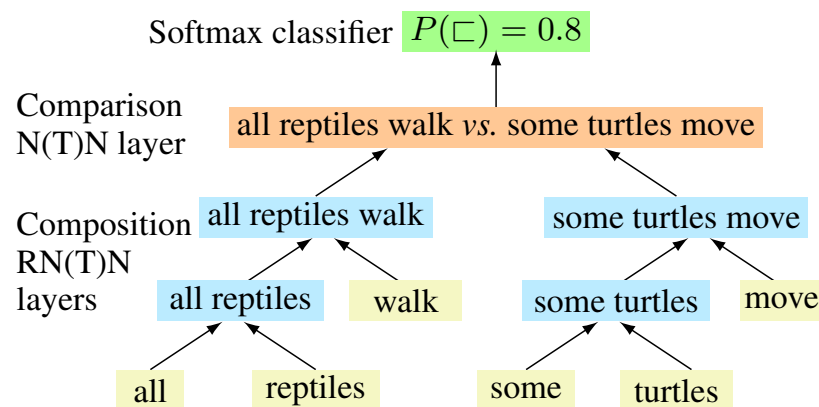 Softmax classifier P(⊏) = 0.8
Comparison
N(T)N layer
all reptiles walk vs. some turtles move
Composition
RN(T)N
layers
all reptiles walk
some turtles move
all reptiles
walk
some turtles
move
all
reptiles
some
turtles